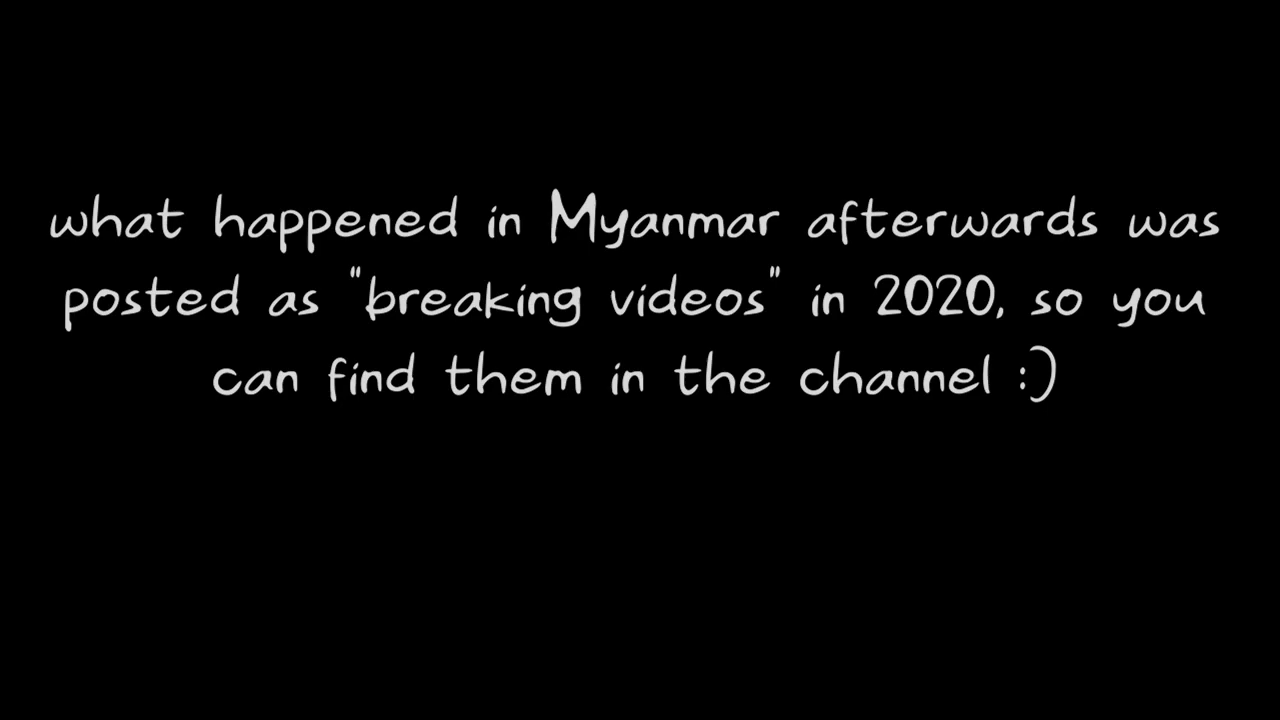 what happened in Myanmar afterwards was
posted as "breaking videos" in 2020, so you
can find them in the channel :)